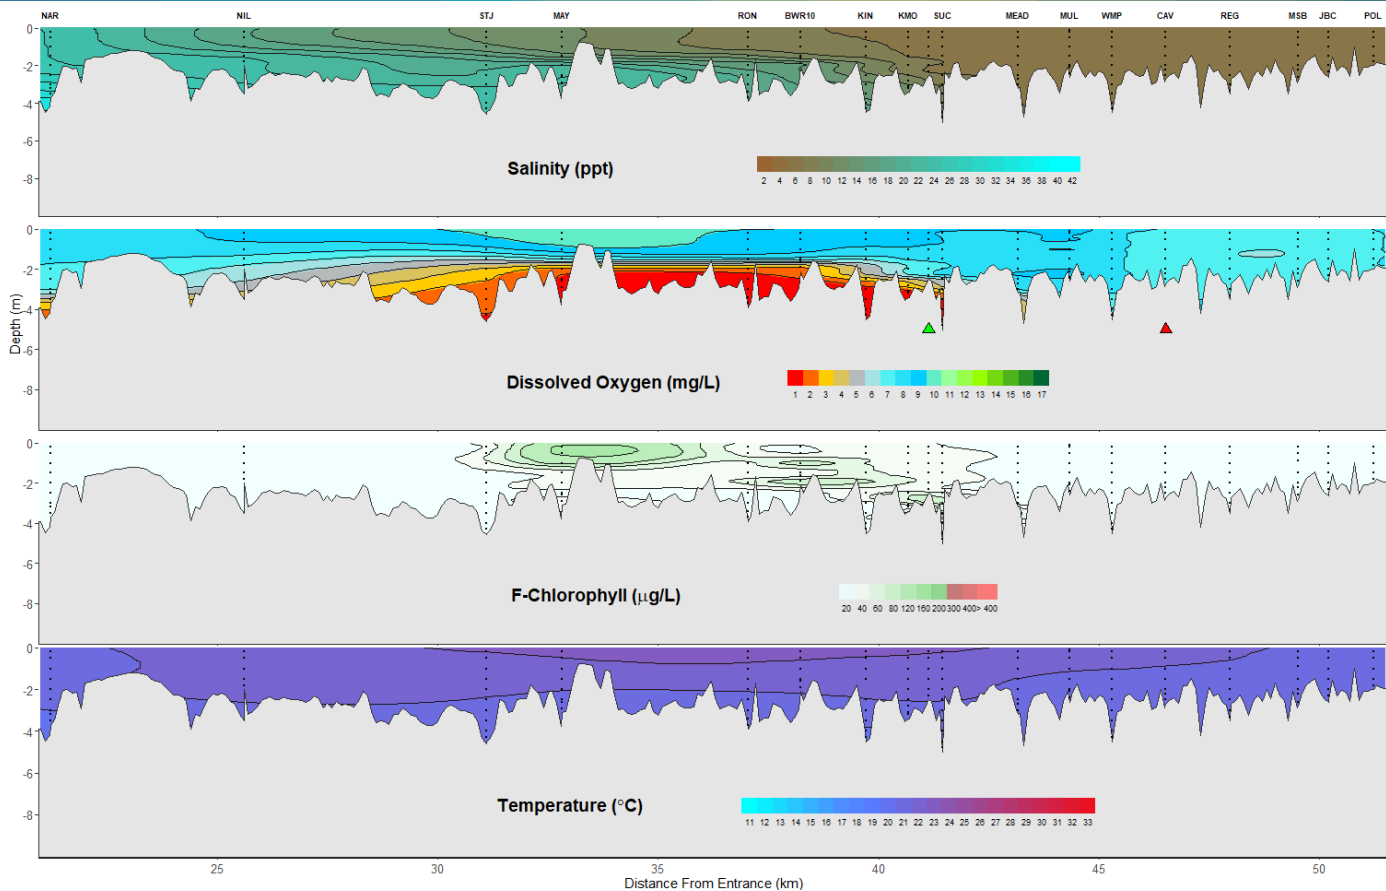 NAR NIL STJ MAY RON BWR10 KIN KMO SUC MEAD MUL WMP CAV REG MSB JBC POL
0
-2
-4
-6
-8
Salinity (ppt)
2 4 6 8 10 12 14 16 18 20 22 24 26 28 30 32 34 36 38 40 42
0
-2
-4
-6
-8
Dissolved Oxygen (mg/L)
1 2 3 4 5 6 7 8 9 10 11 12 13 14 15 16 17
Depth (m)
0
-2
-4
-6
-8
F-Chlorophyll (μg/L)
20 40 60 80 120 160 200 300 400 > 400
0
-2
-4
-6
-8
Temperature (°C)
11 12 13 14 15 16 17 18 19 20 21 22 23 24 25 26 27 28 29 30 31 32 33
25 30 35 40 45 50
Distance From Entrance (km)